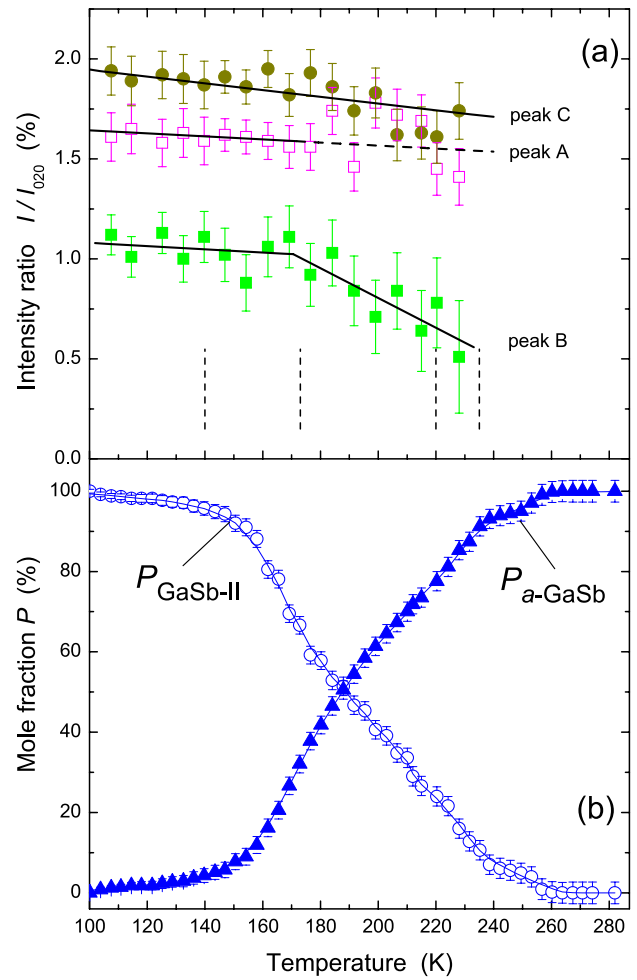 2.0
(a)
peak C
1.5
peak A
1.0
0.5
peak B
0.0
Intensity ratio I / I020 (%)
100
80
PGaSb-II
Pa-GaSb
60
40
20
(b)
0
Mole fraction P (%)
100 120 140 160 180 200 220 240 260 280
Temperature (K)